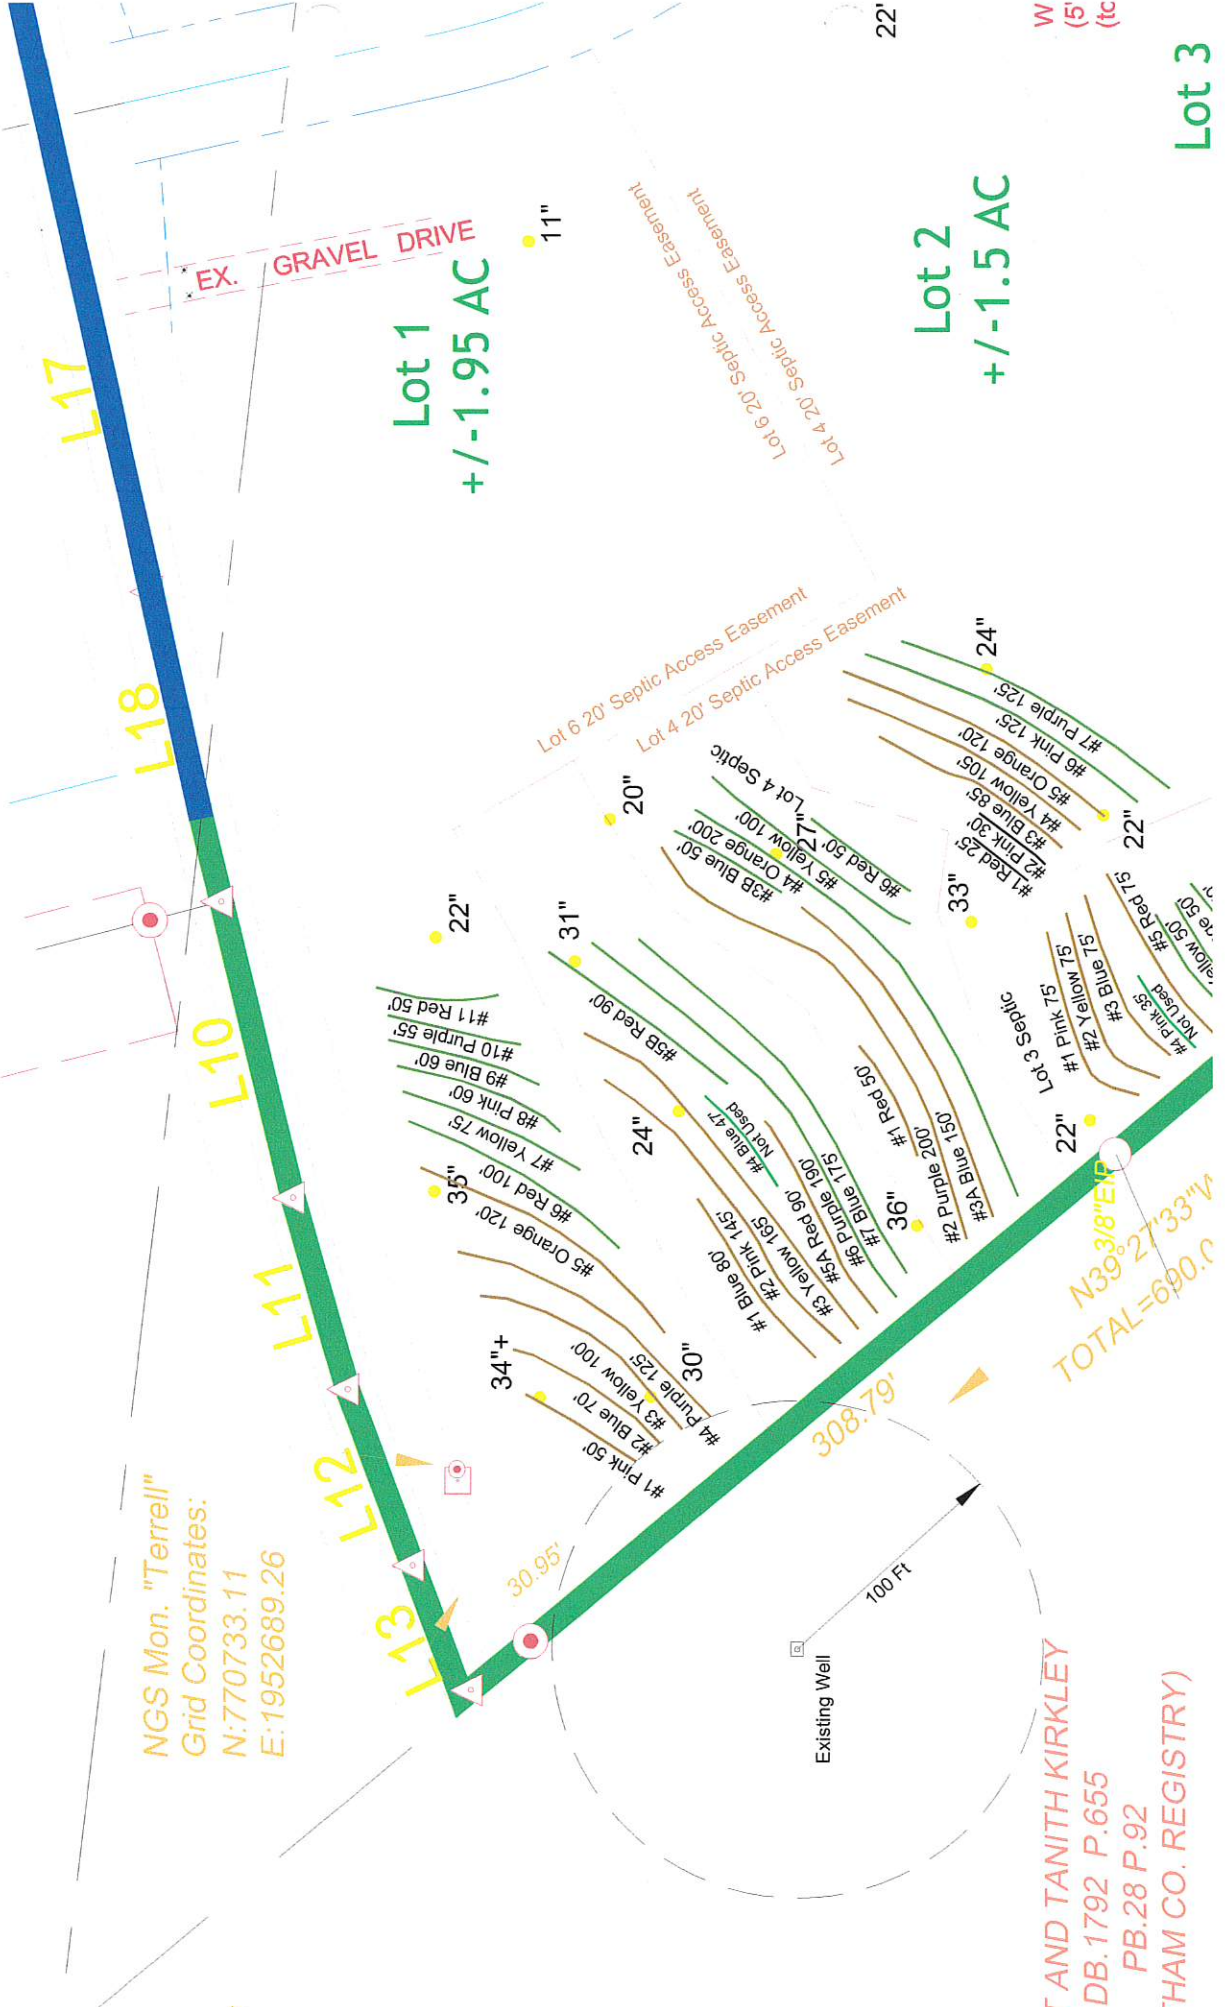 L17
L18
L10
L11
L12
L13
EX. GRAVEL DRIVE
11"
22'
Lot 1
+/-1.95 AC
Lot 2
+/-1.5 AC
Lot 3
W
(5'
(tc
Lot 6 20' Septic Access Easement
Lot 4 20' Septic Access Easement
Lot 6 20' Septic Access Easement
Lot 4 20' Septic Access Easement
22"
#11 Red 50'
#10 Purple 55'
#9 Blue 60'
#8 Pink 60'
#7 Yellow 75'
#6 Red 100'
#5 Orange 120'
35"
34"+
#4 Purple 125'
#3 Yellow 100'
#2 Blue 70'
#1 Pink 50'
30"
31"
24"
#5B Red 90'
#4 Blue 47'
Not Used
#1 Blue 80'
#2 Pink 145'
#3 Yellow 165'
#5A Red 90'
#6 Purple 190'
#7 Blue 175'
36"
20"
Lot 4 Septic
27"
#3B Blue 50'
#4 Orange 200'
#5 Yellow 100'
#6 Red 50'
#1 Red 50'
#2 Purple 200'
#3A Blue 150'
33"
24"
22"
#1 Red 25'
#2 Pink 30'
#3 Blue 85'
#4 Yellow 105'
#5 Orange 120'
#6 Pink 125'
#7 Purple 125'
Lot 3 Septic
22"
#1 Pink 75'
#2 Yellow 75'
#3 Blue 75'
#4 Pink 35'
Not Used
#5 Red 75'
ellow 50'
nge 50'
3/8"EIP
N39°27'33"W
TOTAL=690.0
308.79'
30.95'
NGS Mon. "Terrell"
Grid Coordinates:
N:770733.11
E:1952689.26
100 Ft
Existing Well
T AND TANITH KIRKLEY
DB.1792 P.655
PB.28 P.92
THAM CO. REGISTRY)